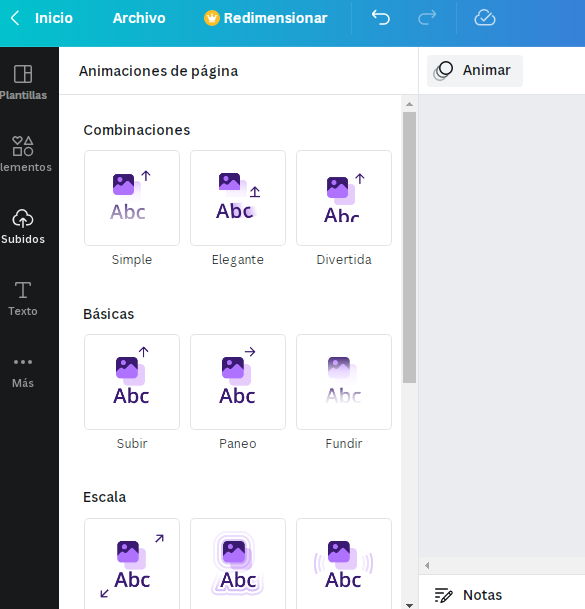 Inicio Archivo Redimensionar
Animaciones de página
Animar
Plantillas
lementos
Subidos
Texto
Más
Combinaciones
Abc Abc Abc
Simple Elegante Divertida
Básicas
Abc Abc Abc
Subir Paneo Fundir
Escala
Abc Abc Abc
Notas